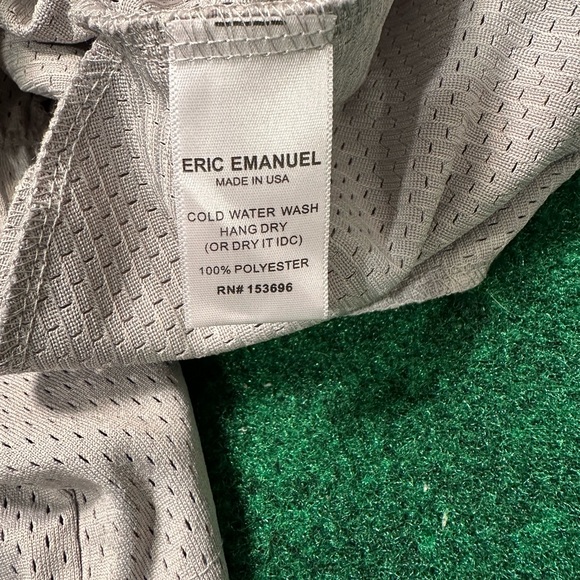 ERIC EMANUEL
MADE IN USA
COLD WATER WASH
HANG DRY
(OR DRY IT IDC)
100% POLYESTER
RN# 153696